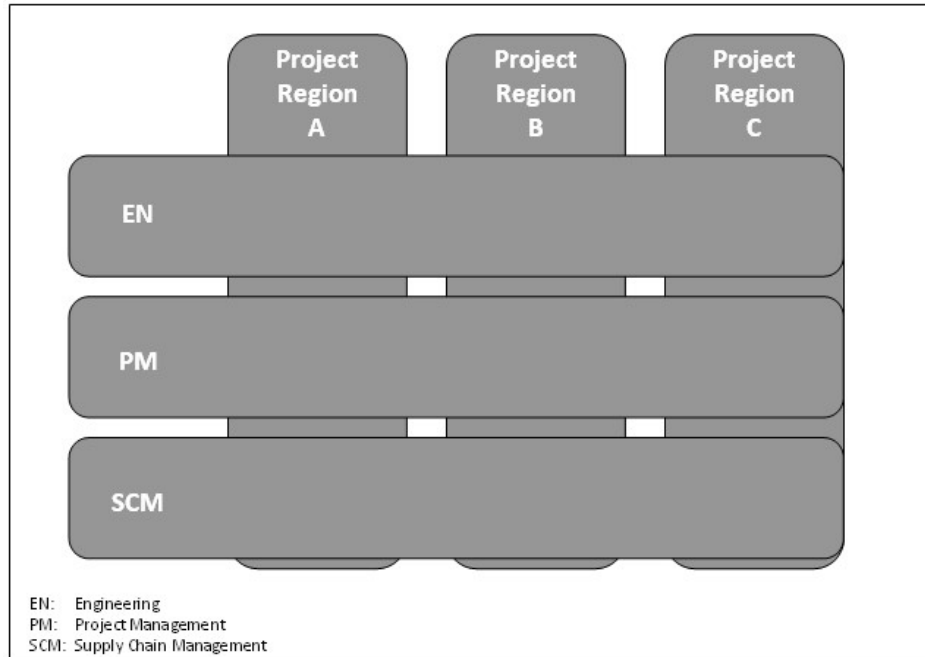 Project
Region
A
Project
Region
B
Project
Region
C
EN
PM
SCM
EN: Engineering
PM: Project Management
SCM: Supply Chain Management